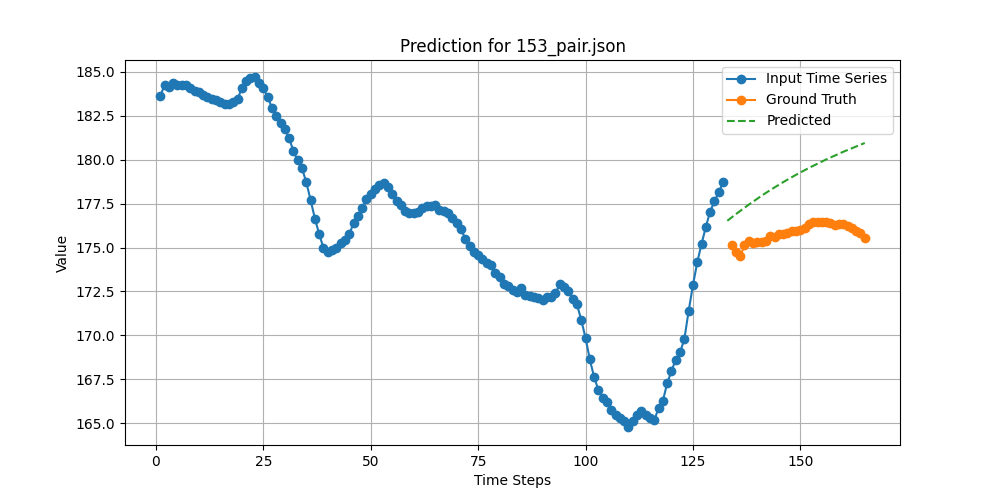 Prediction for 153_pair.json
Input Time Series
Ground Truth
Predicted
185.0
182.5
180.0
177.5
175.0
172.5
170.0
167.5
165.0
Value
0 25 50 75 100 125 150
Time Steps